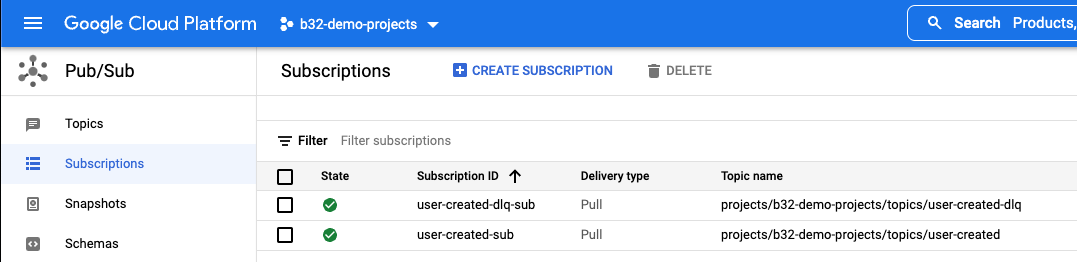 Google Cloud Platform b32-demo-projects Search Products,
Pub/Sub Subscriptions CREATE SUBSCRIPTION DELETE
Topics
Subscriptions
Snapshots
Schemas
Filter Filter subscriptions
State Subscription ID Delivery type Topic name
user-created-dlq-sub Pull projects/b32-demo-projects/topics/user-created-dlq
user-created-sub Pull projects/b32-demo-projects/topics/user-created